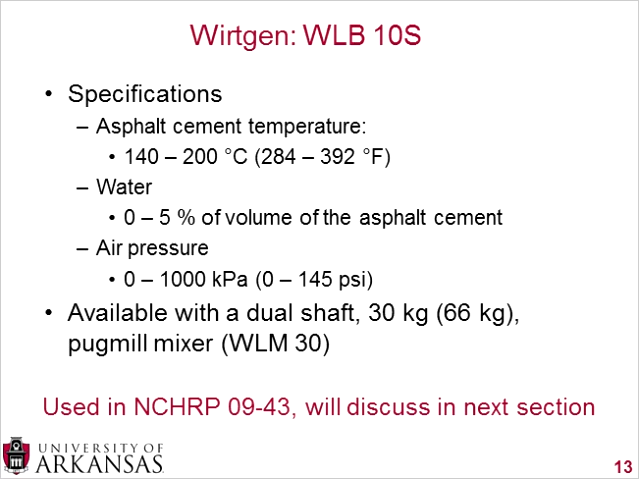 Wirtgen: WLB 10S
• Specifications
– Asphalt cement temperature:
• 140 – 200 °C (284 – 392 °F)
– Water
• 0 – 5 % of volume of the asphalt cement
– Air pressure
• 0 – 1000 kPa (0 – 145 psi)
• Available with a dual shaft, 30 kg (66 kg),
pugmill mixer (WLM 30)
Used in NCHRP 09-43, will discuss in next section
UNIVERSITY OF
ARKANSAS
13